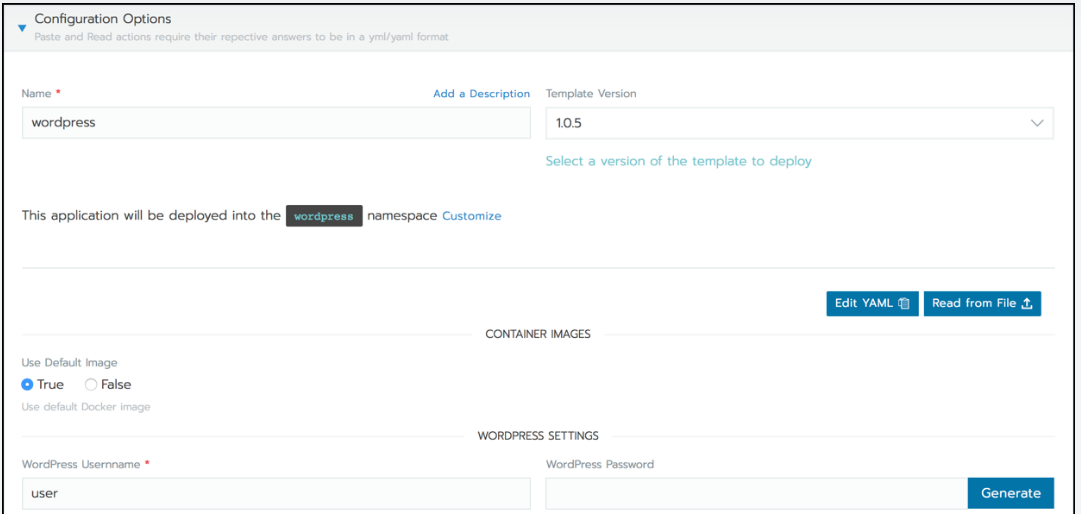 Configuration Options
Paste and Read actions require their repective answers to be in a yml/yaml format
Name * Add a Description Template Version
wordpress 1.0.5
Select a version of the template to deploy
This application will be deployed into the wordpress namespace Customize
Edit YAML Read from File
CONTAINER IMAGES
Use Default Image
True False
Use default Docker image
WORDPRESS SETTINGS
WordPress Usernname * WordPress Password
user Generate